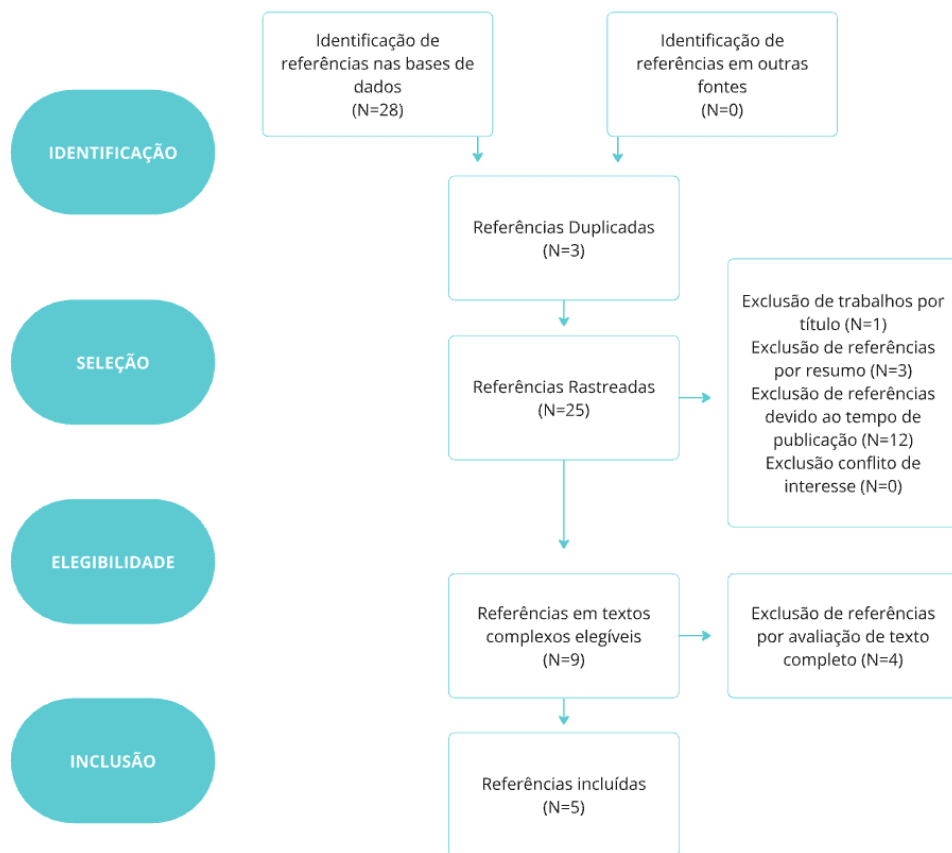 Identificação de
referências nas bases de
dados
(N=28)
Identificação de
referências em outras
fontes
(N=0)
IDENTIFICAÇÃO
Referências Duplicadas
(N=3)
SELEÇÃO
Referências Rastreadas
(N=25)
Exclusão de trabalhos por
título (N=1)
Exclusão de referências
por resumo (N=3)
Exclusão de referências
devido ao tempo de
publicação (N=12)
Exclusão conflito de
interesse (N=0)
ELEGIBILIDADE
Referências em textos
complexos elegíveis
(N=9)
Exclusão de referências
por avaliação de texto
completo (N=4)
INCLUSÃO
Referências incluídas
(N=5)